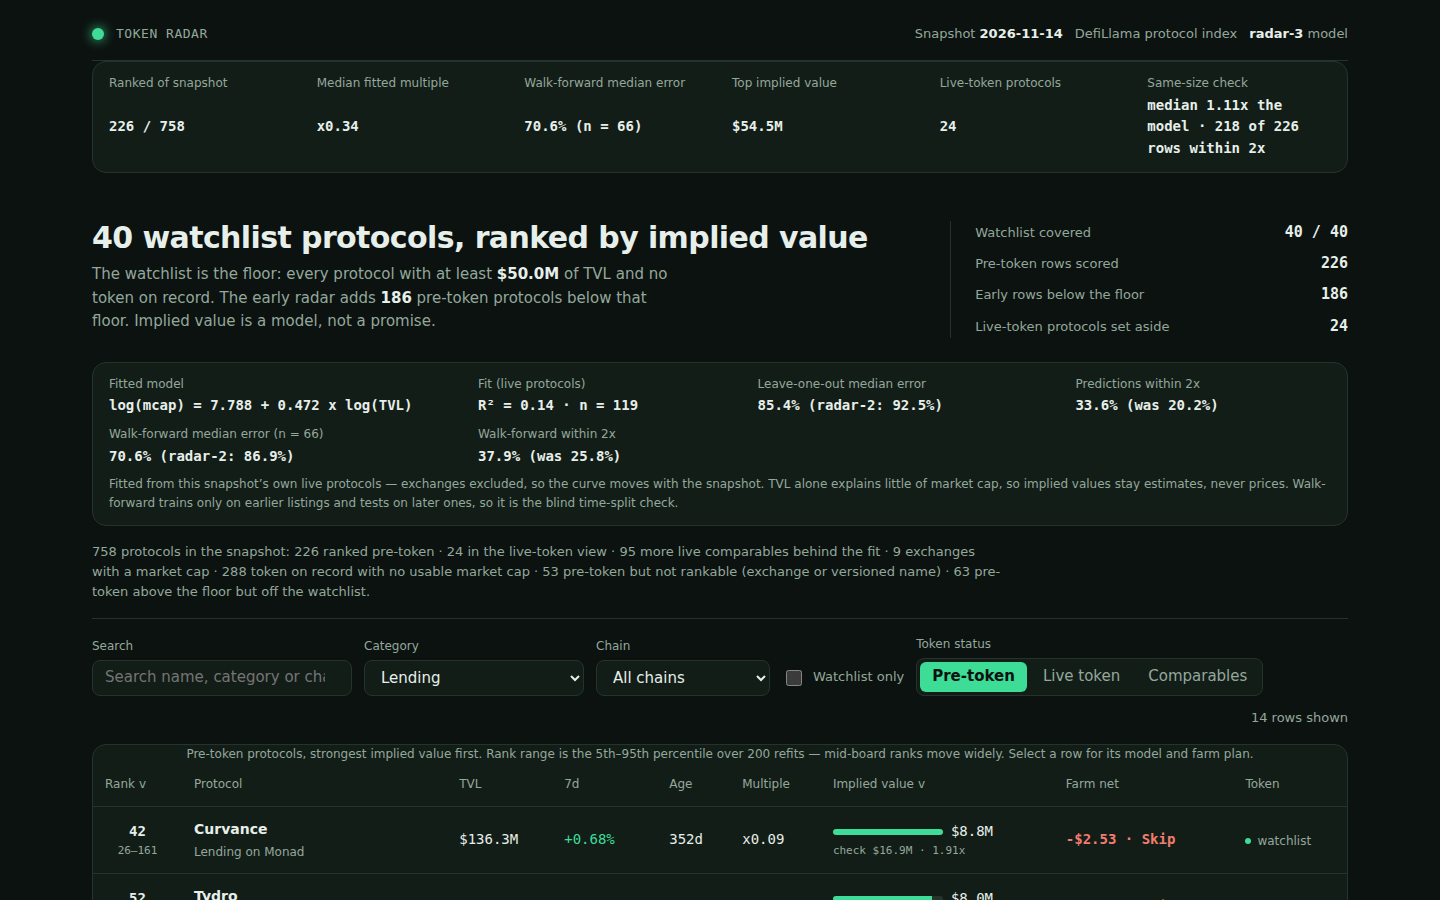 TOKEN RADAR
Snapshot 2026-11-14 DefiLlama protocol index radar-3 model
Ranked of snapshot
226 / 758
Median fitted multiple
x0.34
Walk-forward median error
70.6% (n = 66)
Top implied value
$54.5M
Live-token protocols
24
Same-size check
median 1.11x the
model · 218 of 226
rows within 2x
40 watchlist protocols, ranked by implied value
The watchlist is the floor: every protocol with at least $50.0M of TVL and no
token on record. The early radar adds 186 pre-token protocols below that
floor. Implied value is a model, not a promise.
Watchlist covered 40 / 40
Pre-token rows scored 226
Early rows below the floor 186
Live-token protocols set aside 24
Fitted model
log(mcap) = 7.788 + 0.472 x log(TVL)
Fit (live protocols)
R² = 0.14 · n = 119
Leave-one-out median error
85.4% (radar-2: 92.5%)
Predictions within 2x
33.6% (was 20.2%)
Walk-forward median error (n = 66)
70.6% (radar-2: 86.9%)
Walk-forward within 2x
37.9% (was 25.8%)
Fitted from this snapshot's own live protocols — exchanges excluded, so the curve moves with the snapshot. TVL alone explains little of market cap, so implied values stay estimates, never prices. Walk-
forward trains only on earlier listings and tests on later ones, so it is the blind time-split check.
758 protocols in the snapshot: 226 ranked pre-token · 24 in the live-token view · 95 more live comparables behind the fit · 9 exchanges
with a market cap · 288 token on record with no usable market cap · 53 pre-token but not rankable (exchange or versioned name) · 63 pre-
token above the floor but off the watchlist.
Search
Search name, category or cha
Category
Lending
Chain
All chains
Watchlist only
Token status
Pre-token Live token Comparables
14 rows shown
Pre-token protocols, strongest implied value first. Rank range is the 5th–95th percentile over 200 refits — mid-board ranks move widely. Select a row for its model and farm plan.
Rank v Protocol TVL 7d Age Multiple Implied value v Farm net Token
42 Curvance $136.3M +0.68% 352d x0.09 $8.8M -$2.53 · Skip watchlist
26–161 Lending on Monad check $16.9M · 1.91x
52 Tydro $8.0M